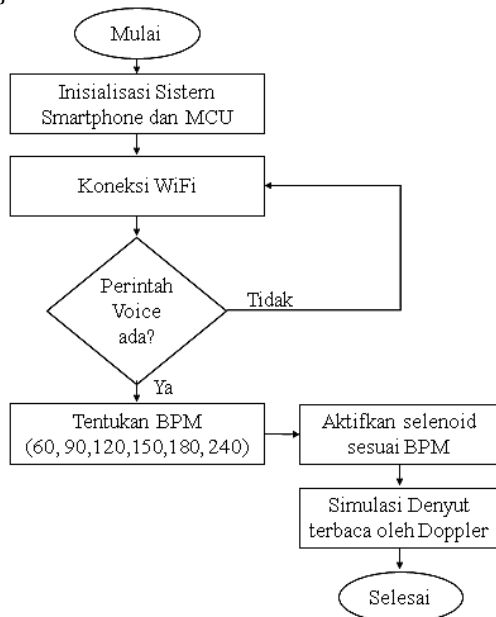 Mulai
Inisialisasi Sistem
Smartphone dan MCU
Koneksi WiFi
Perintah
Voice
ada?
Tidak
Ya
Tentukan BPM
(60, 90,120,150,180, 240)
Aktifkan selenoid
sesuai BPM
Simulasi Denyut
terbaca oleh Doppler
Selesai